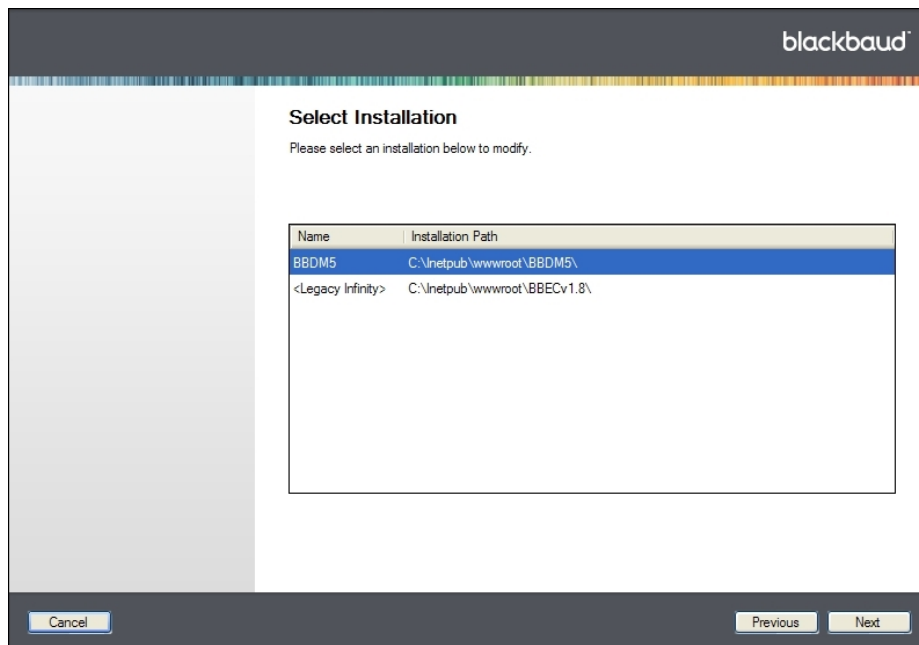 blackbaud
Select Installation
Please select an installation below to modify.
Name Installation Path
BBDM5 C:\Inetpub\wwwroot\BBDM5\
<Legacy Infinity> C:\Inetpub\wwwroot\BBECv1.8\
Cancel Previous Next